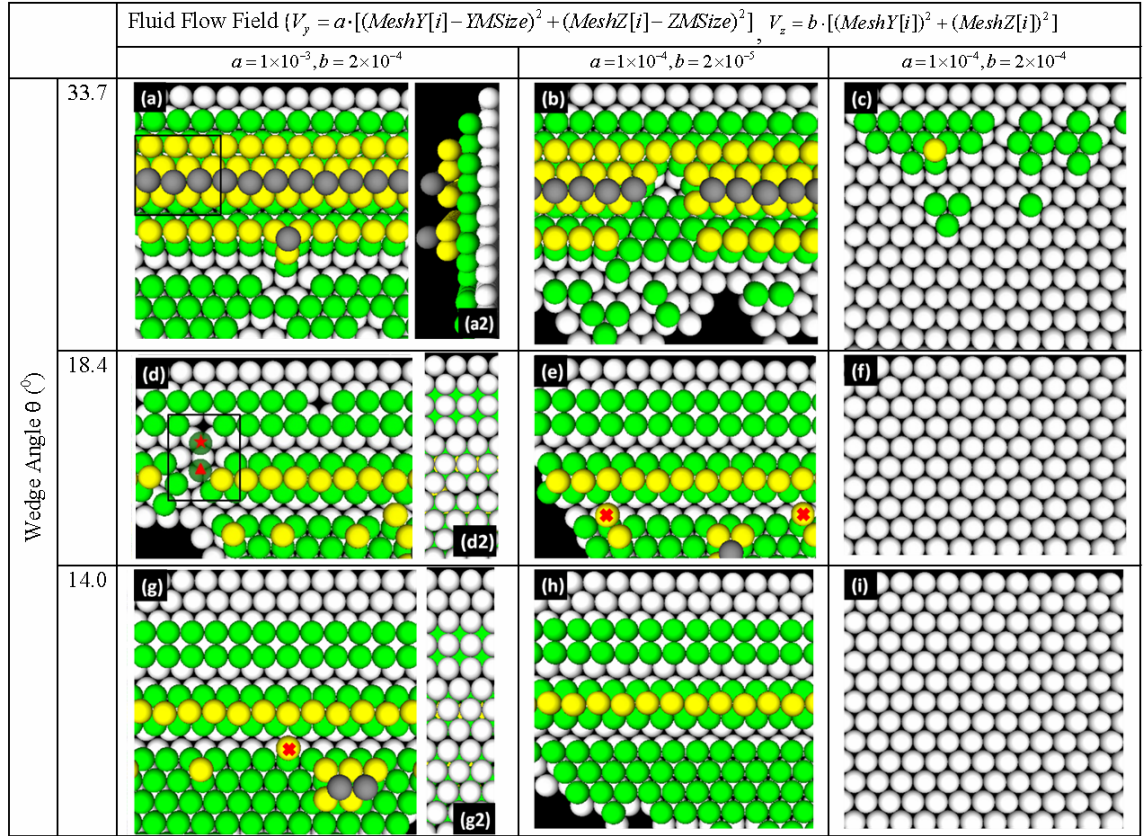 Fluid Flow Field {V_y = a·[(MeshY[i]−YMSize)² + (MeshZ[i]−ZMSize)²], V_z = b·[(MeshY[i])² + (MeshZ[i])²]
a = 1×10⁻³, b = 2×10⁻⁴
a = 1×10⁻⁴, b = 2×10⁻⁵
a = 1×10⁻⁴, b = 2×10⁻⁴
Wedge Angle θ (⁰)
33.7
(a)
(a2)
(b)
(c)
18.4
(d)
(d2)
(e)
(f)
14.0
(g)
(g2)
(h)
(i)